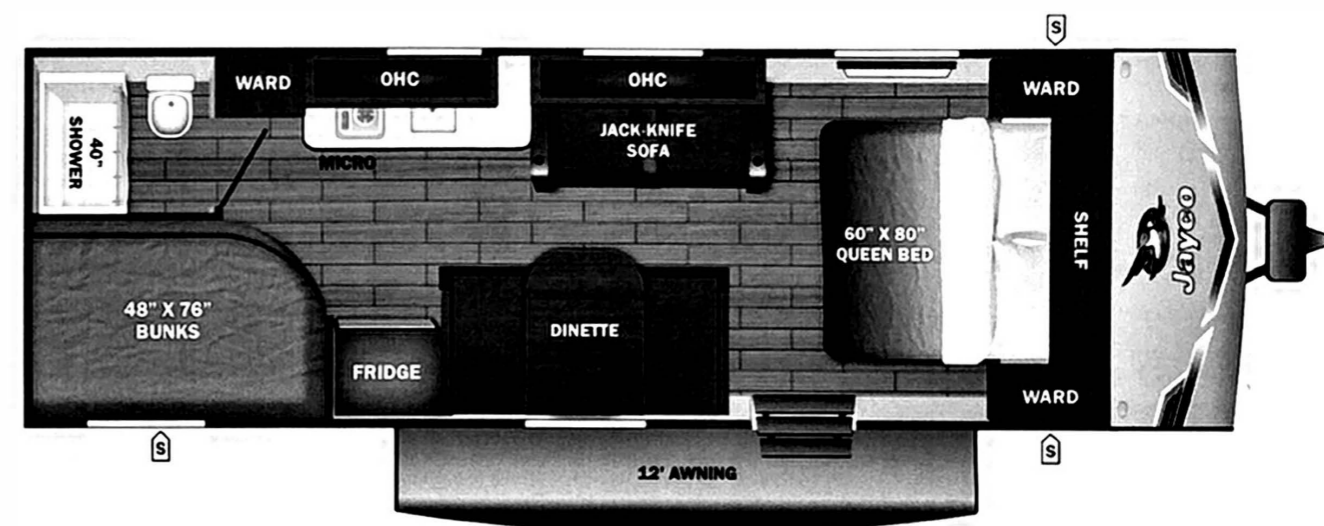 S
WARD
OHC
OHC
WARD
40"
SHOWER
MICRO
JACK-KNIFE
SOFA
60" X 80"
QUEEN BED
SHELF
Jayco
48" X 76"
BUNKS
FRIDGE
DINETTE
WARD
S
S
12' AWNING